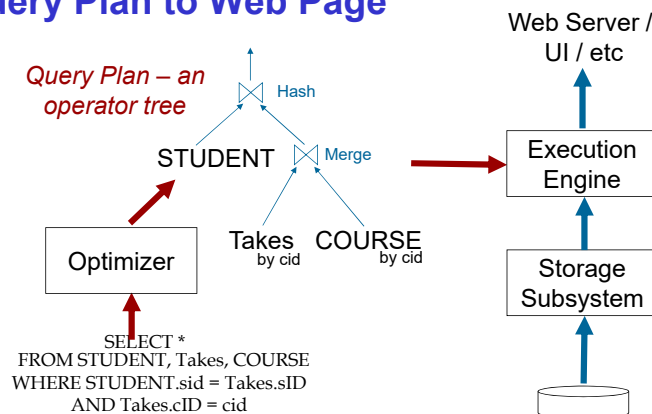 Query Plan to Web Page
Web Server /
UI / etc
Query Plan – an
operator tree
Hash
STUDENT
Merge
Execution
Engine
Takes
by cid
COURSE
by cid
Optimizer
Storage
Subsystem
SELECT *
FROM STUDENT, Takes, COURSE
WHERE STUDENT.sid = Takes.sID
AND Takes.cID = cid